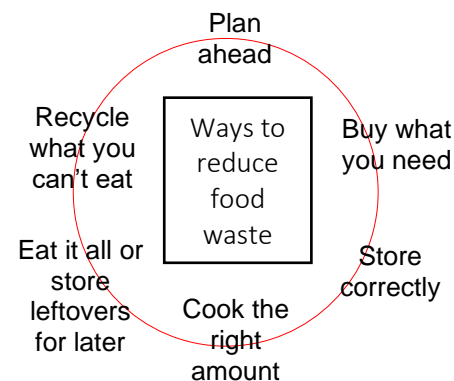 Plan
ahead
Buy what
you need
Store
correctly
Cook the
right
amount
Eat it all or
store
leftovers
for later
Recycle
what you
can't eat
Ways to
reduce
food
waste